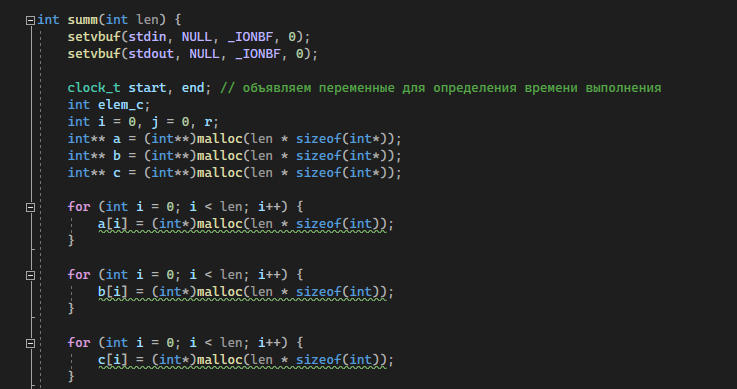 int summ(int len) {
setvbuf(stdin, NULL, _IONBF, 0);
setvbuf(stdout, NULL, _IONBF, 0);
clock_t start, end; // объявляем переменные для определения времени выполнения
int elem_c;
int i = 0, j = 0, r;
int** a = (int**)malloc(len * sizeof(int*));
int** b = (int**)malloc(len * sizeof(int*));
int** c = (int**)malloc(len * sizeof(int*));
for (int i = 0; i < len; i++) {
a[i] = (int*)malloc(len * sizeof(int));
}
for (int i = 0; i < len; i++) {
b[i] = (int*)malloc(len * sizeof(int));
}
for (int i = 0; i < len; i++) {
c[i] = (int*)malloc(len * sizeof(int));
}